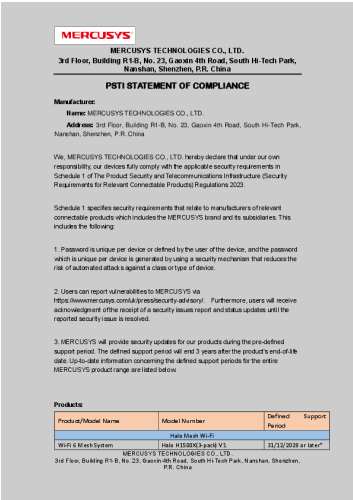 MERCUSYS
MERCUSYS TECHNOLOGIES CO., LTD.
3rd Floor, Building R1-B, No. 23, Gaoxin 4th Road, South Hi-Tech Park,
Nanshan, Shenzhen, P.R. China
PSTI STATEMENT OF COMPLIANCE
Manufacturer:
Name: MERCUSYS TECHNOLOGIES CO., LTD.
Address: 3rd Floor, Building R1-B, No. 23, Gaoxin 4th Road, South Hi-Tech Park,
Nanshan, Shenzhen, P.R. China
We, MERCUSYS TECHNOLOGIES CO., LTD. hereby declare that under our own
responsibility, our devices fully comply with the applicable security requirements in
Schedule 1 of The Product Security and Telecommunications Infrastructure (Security
Requirements for Relevant Connectable Products) Regulations 2023.
Schedule 1 specifies security requirements that relate to manufacturers of relevant
connectable products which includes the MERCUSYS brand and its subsidiaries. This
includes the following:
1. Password is unique per device or defined by the user of the device, and the password
which is unique per device is generated by using a security mechanism that reduces the
risk of automated attacks against a class or type of device.
2. Users can report vulnerabilities to MERCUSYS via
https://www.mercusys.com/uk/press/security-advisory/. Furthermore, users will receive
acknowledgment of the receipt of a security issues report and status updates until the
reported security issue is resolved.
3. MERCUSYS will provide security updates for our products during the pre-defined
support period. The defined support period will end 3 years after the product's end-of-life
date. Up-to-date information concerning the defined support periods for the entire
MERCUSYS product range are listed below.
Products:
Product/Model Name Model Number Defined Support Period
Halo Mesh Wi-Fi
Wi-Fi 6 Mesh System Halo H1500X(3-pack) V1 31/12/2028 or later*
MERCUSYS TECHNOLOGIES CO., LTD.
3rd Floor, Building R1-B, No. 23, Gaoxin 4th Road, South Hi-Tech Park, Nanshan, Shenzhen,
P.R. China